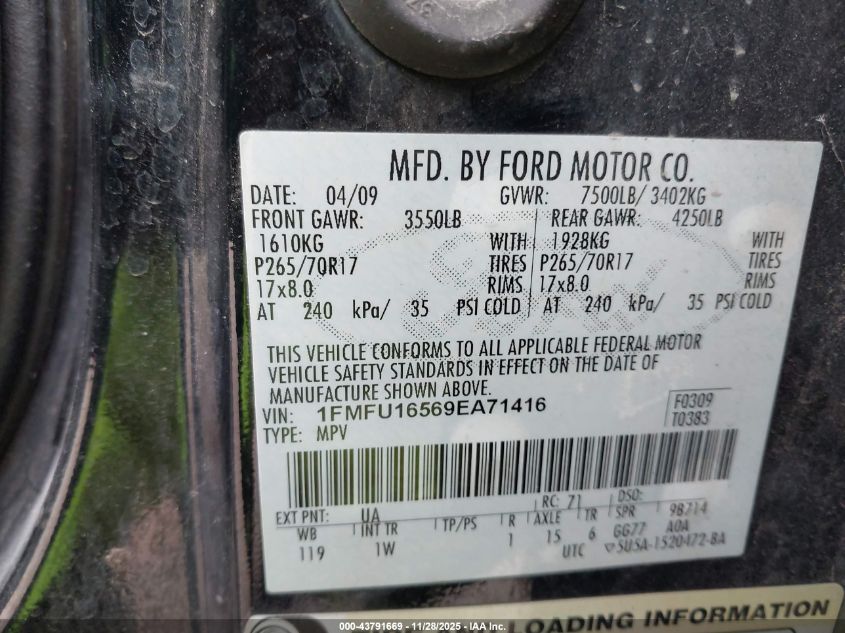 37
MFD. BY FORD MOTOR CO.
DATE: 04/09 GVWR: 7500LB/ 3402KG
FRONT GAWR: 3550LB REAR GAWR: 4250LB
1610KG WITH 1928KG WITH
P265/70R17 TIRES P265/70R17 TIRES
17x8.0 RIMS 17x8.0 RIMS
AT 240 kPa/ 35 PSI COLD AT 240 kPa/ 35 PSI COLD
THIS VEHICLE CONFORMS TO ALL APPLICABLE FEDERAL MOTOR
VEHICLE SAFETY STANDARDS IN EFFECT ON THE DATE OF
MANUFACTURE SHOWN ABOVE.
VIN: 1FMFU16569EA71416 F0309
TYPE: MPV T0383
RC: 71 DSO:
EXT PNT: UA 98714
WB INT TR TP/PS R AXLE TR SPR A0A
119 1W 1 15 6 GG77
UTC 5U5A-1520472-BA
LOADING INFORMATION
000-43791669 - 11/28/2025 - IAA Inc.